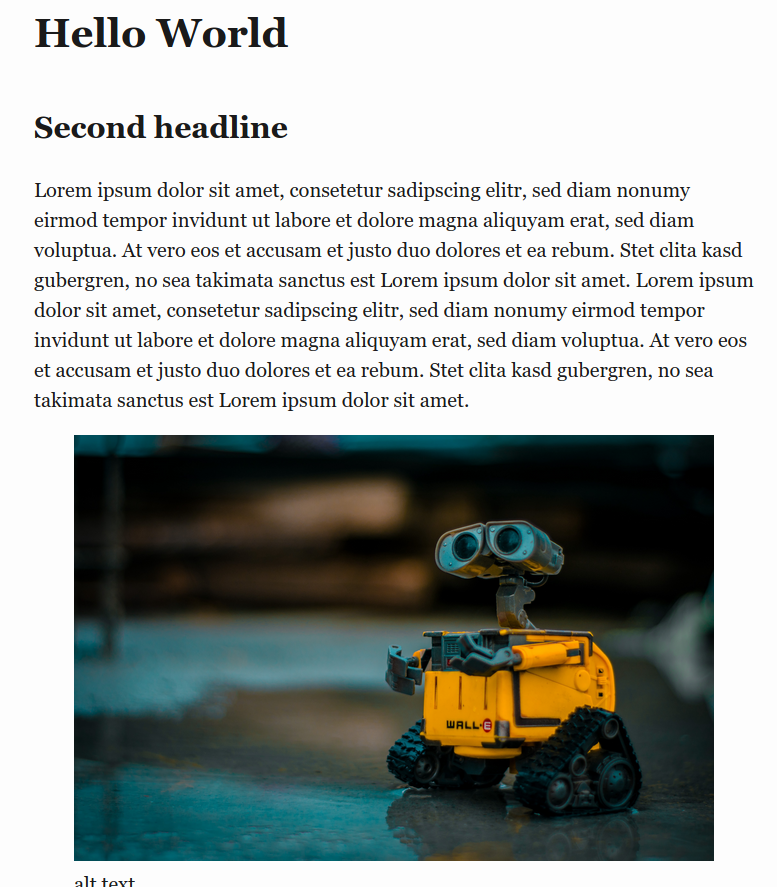 Hello World
Second headline
Lorem ipsum dolor sit amet, consetetur sadipscing elitr, sed diam nonumy
eirmod tempor invidunt ut labore et dolore magna aliquyam erat, sed diam
voluptua. At vero eos et accusam et justo duo dolores et ea rebum. Stet clita kasd
gubergren, no sea takimata sanctus est Lorem ipsum dolor sit amet. Lorem ipsum
dolor sit amet, consetetur sadipscing elitr, sed diam nonumy eirmod tempor
invidunt ut labore et dolore magna aliquyam erat, sed diam voluptua. At vero eos
et accusam et justo duo dolores et ea rebum. Stet clita kasd gubergren, no sea
takimata sanctus est Lorem ipsum dolor sit amet.
WALL•E
alt text